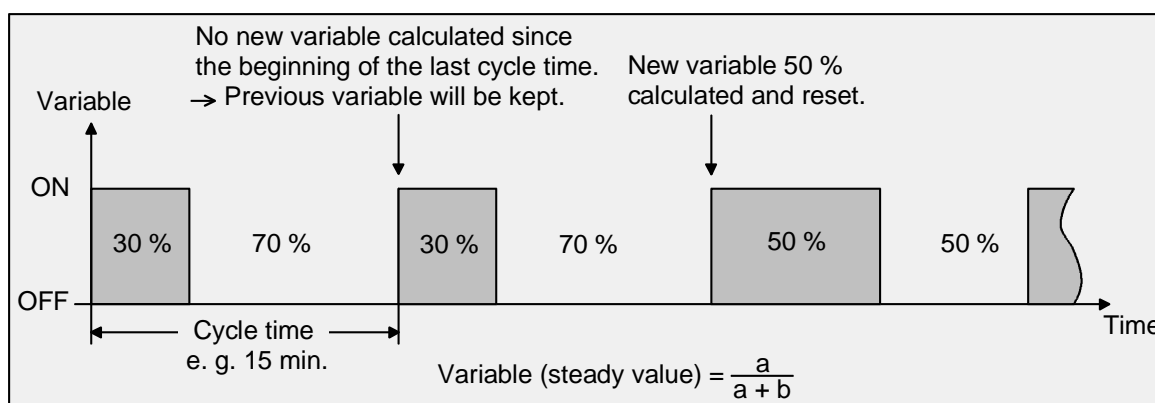 No new variable calculated since
the beginning of the last cycle time.
→ Previous variable will be kept.
New variable 50 %
calculated and reset.
Variable
ON
30 %
70 %
30 %
70 %
50 %
50 %
OFF
Time
Cycle time
e. g. 15 min.
Variable (steady value) = a / a + b